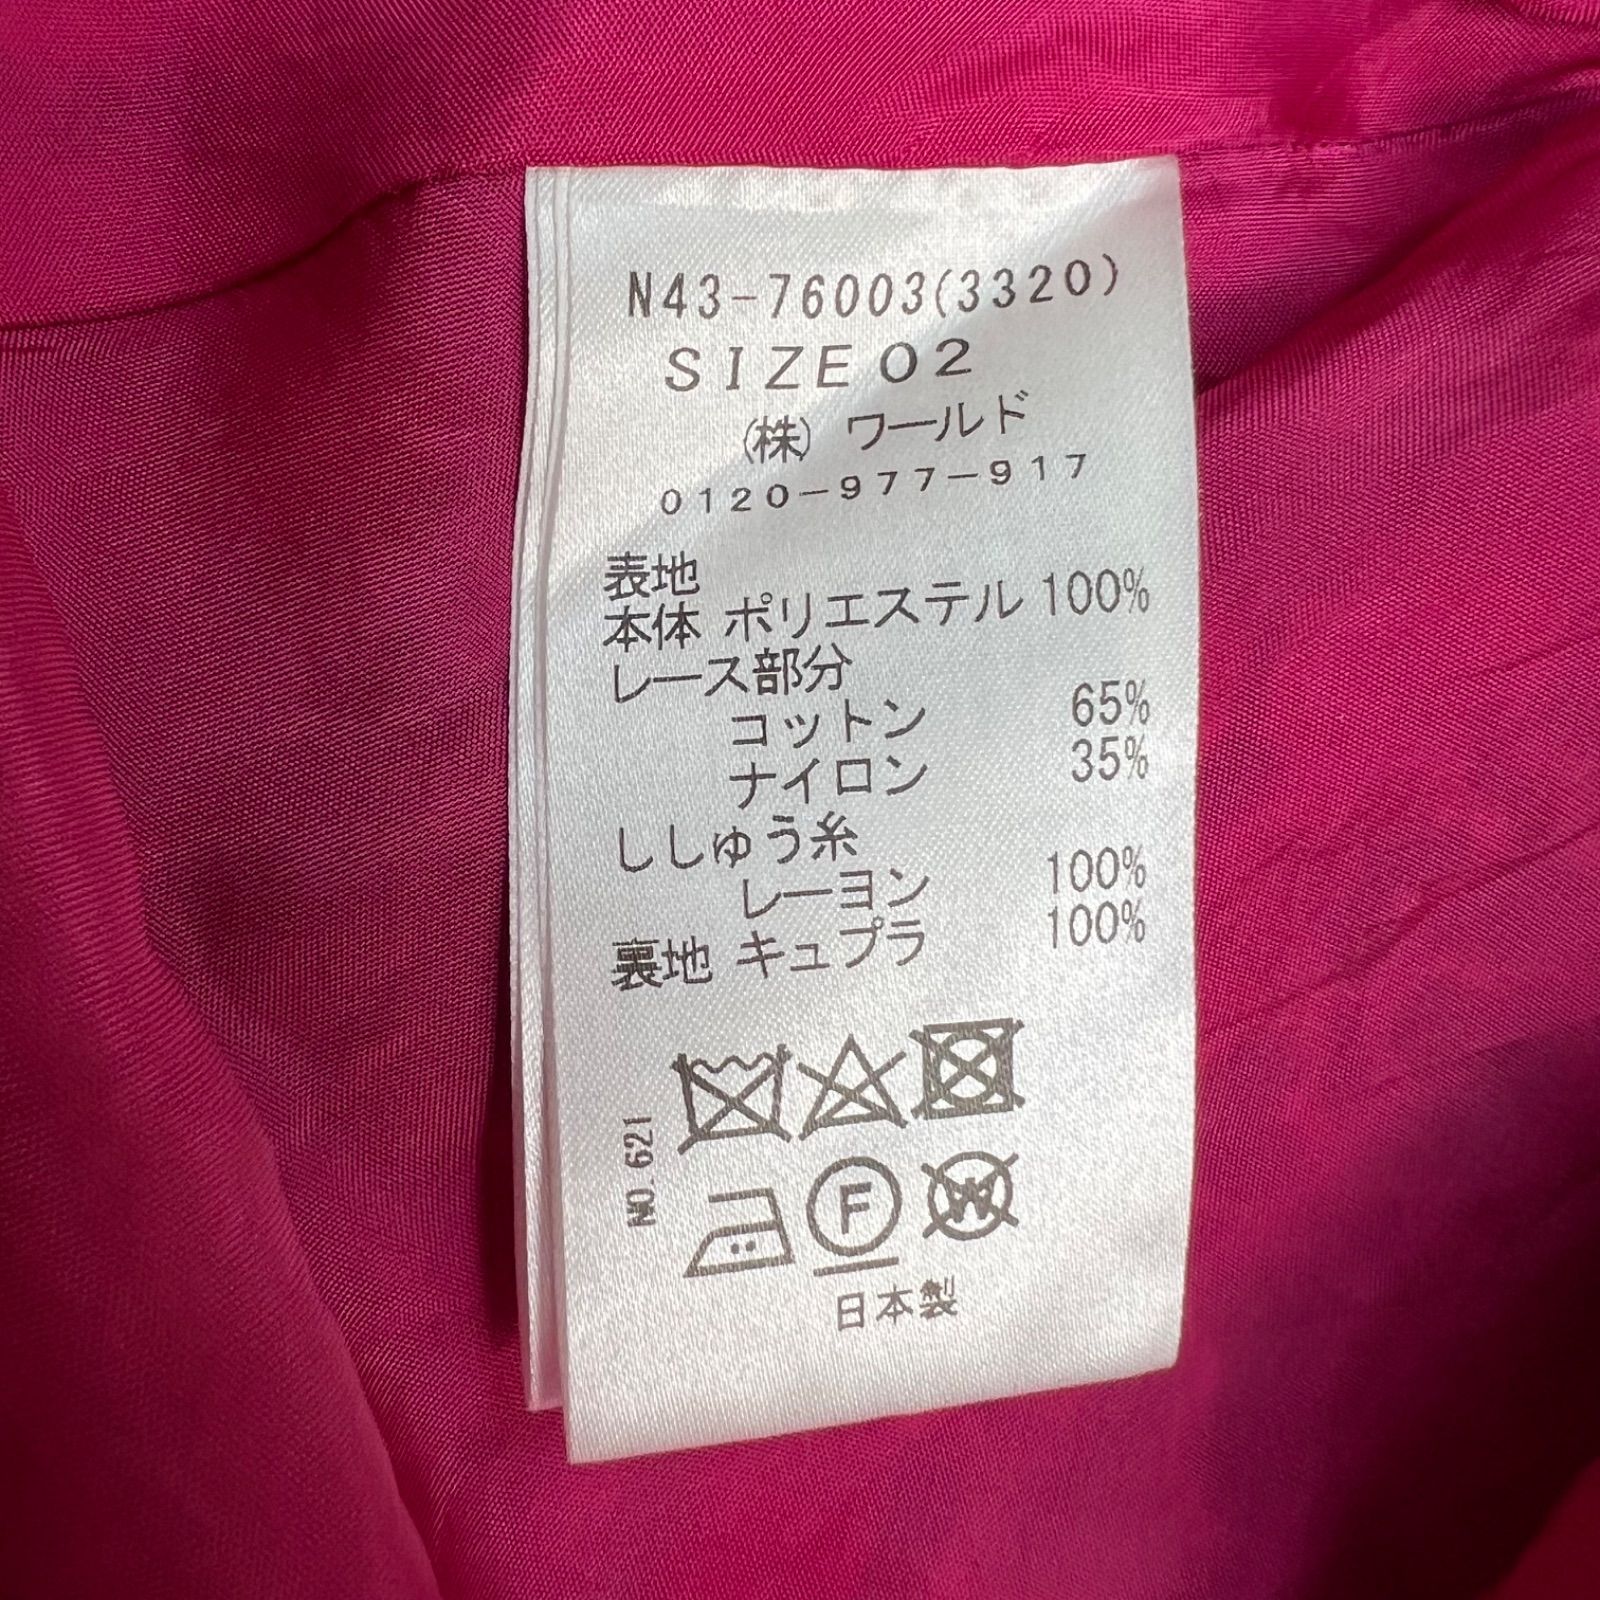 N43-76003(3320)
SIZE 02
(株) ワールド
0120-977-917
表地
本体 ポリエステル 100%
レース部分
コットン 65%
ナイロン 35%
ししゅう糸
レーヨン 100%
裏地 キュプラ 100%
NO.621
F
W
日本製